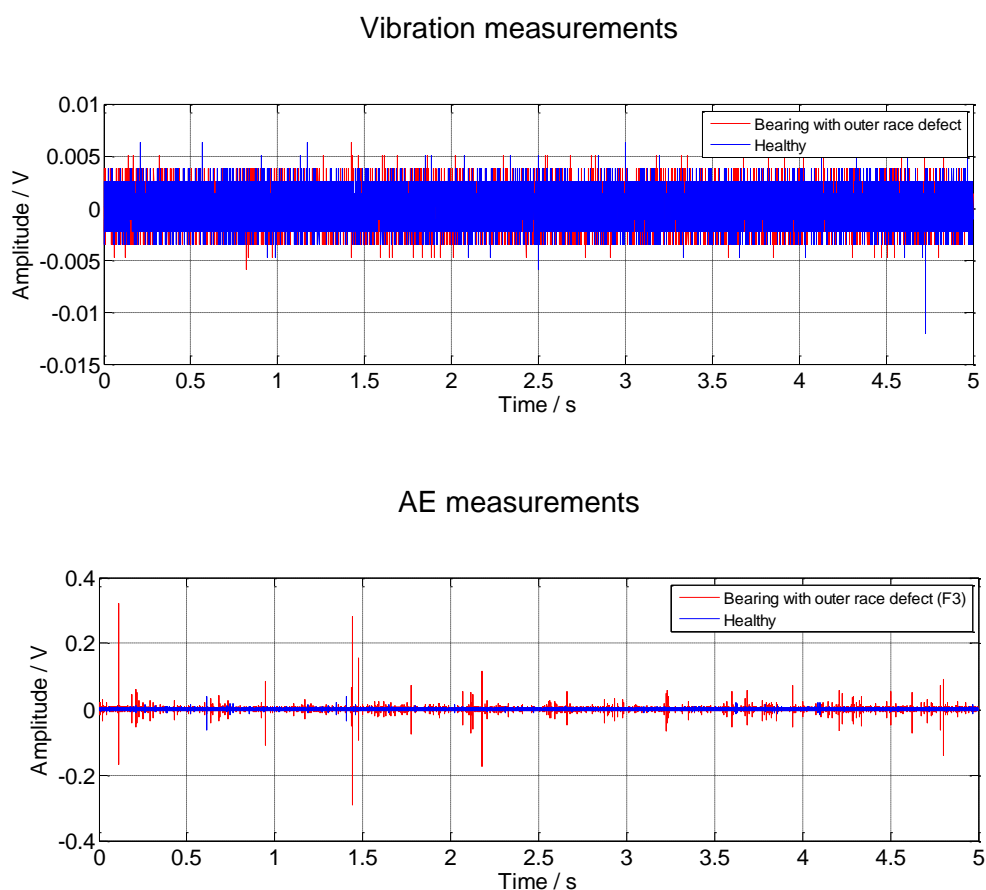 Vibration measurements
0.01
0.005
0
-0.005
-0.01
-0.015
Amplitude / V
Bearing with outer race defect
Healthy
0 0.5 1 1.5 2 2.5 3 3.5 4 4.5 5
Time / s
AE measurements
0.4
0.2
0
-0.2
-0.4
Amplitude / V
Bearing with outer race defect (F3)
Healthy
0 0.5 1 1.5 2 2.5 3 3.5 4 4.5 5
Time / s